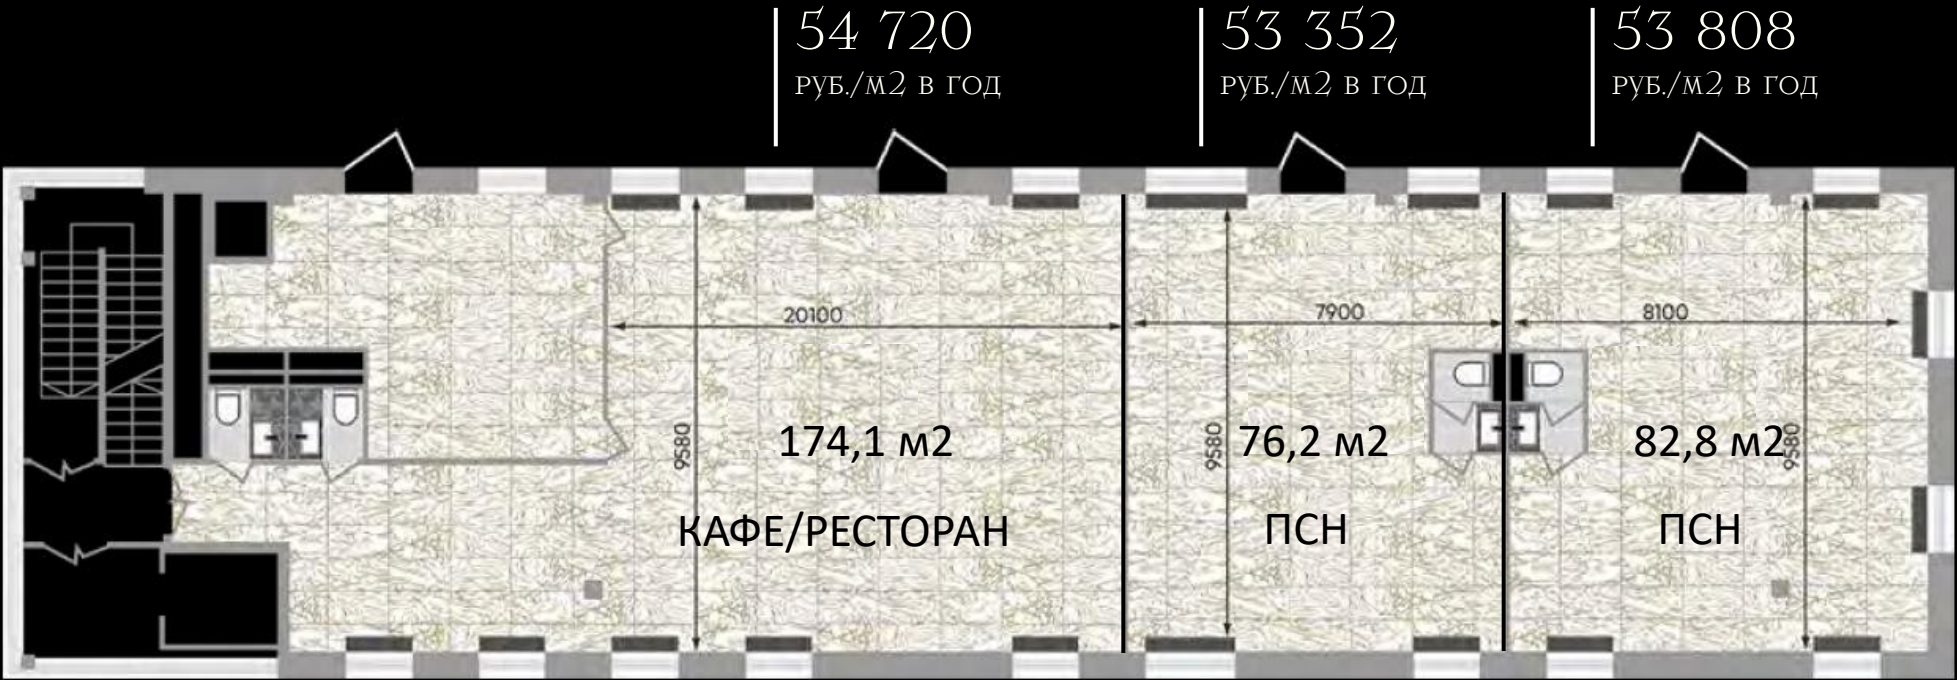 54 720
РУБ./М2 В ГОД
53 352
РУБ./М2 В ГОД
53 808
РУБ./М2 В ГОД
20100
7900
8100
9580
174,1 м2
9580
76,2 м2
82,8 м2
9580
КАФЕ/РЕСТОРАН
ПСН
ПСН